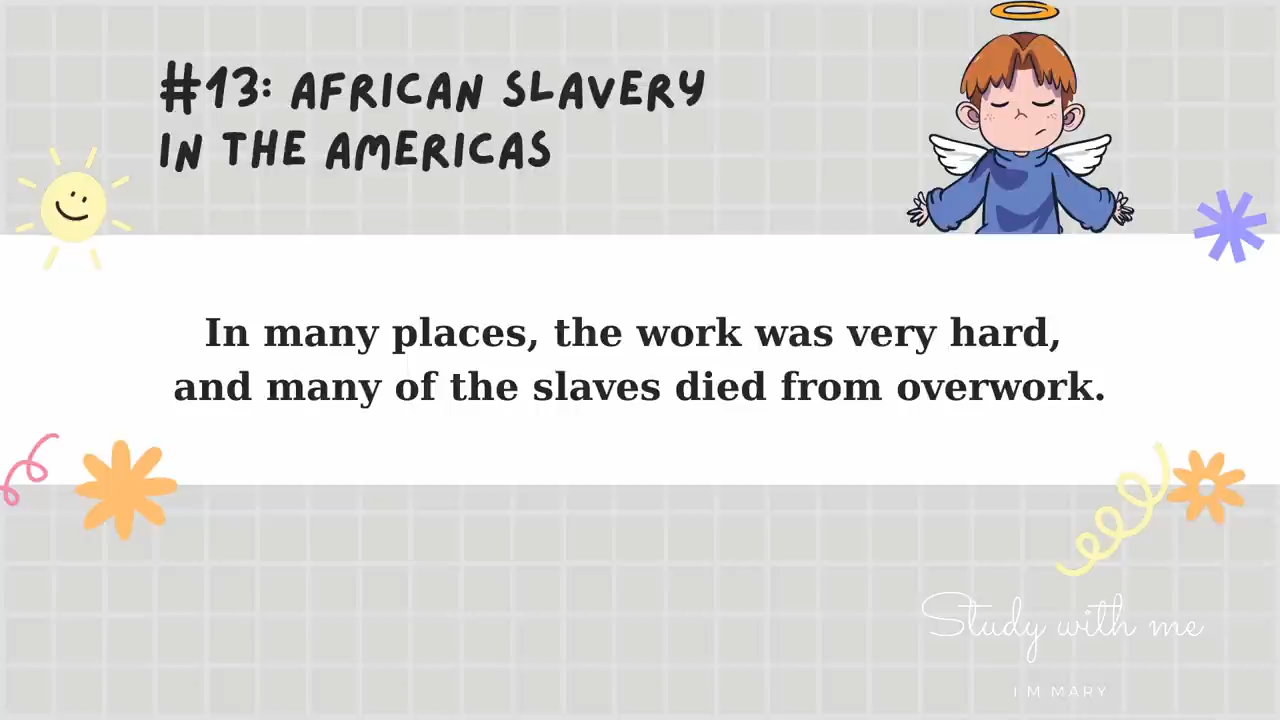 #13: AFRICAN SLAVERY
IN THE AMERICAS
In many places, the work was very hard,
and many of the slaves died from overwork.
Study with me
I M MARY